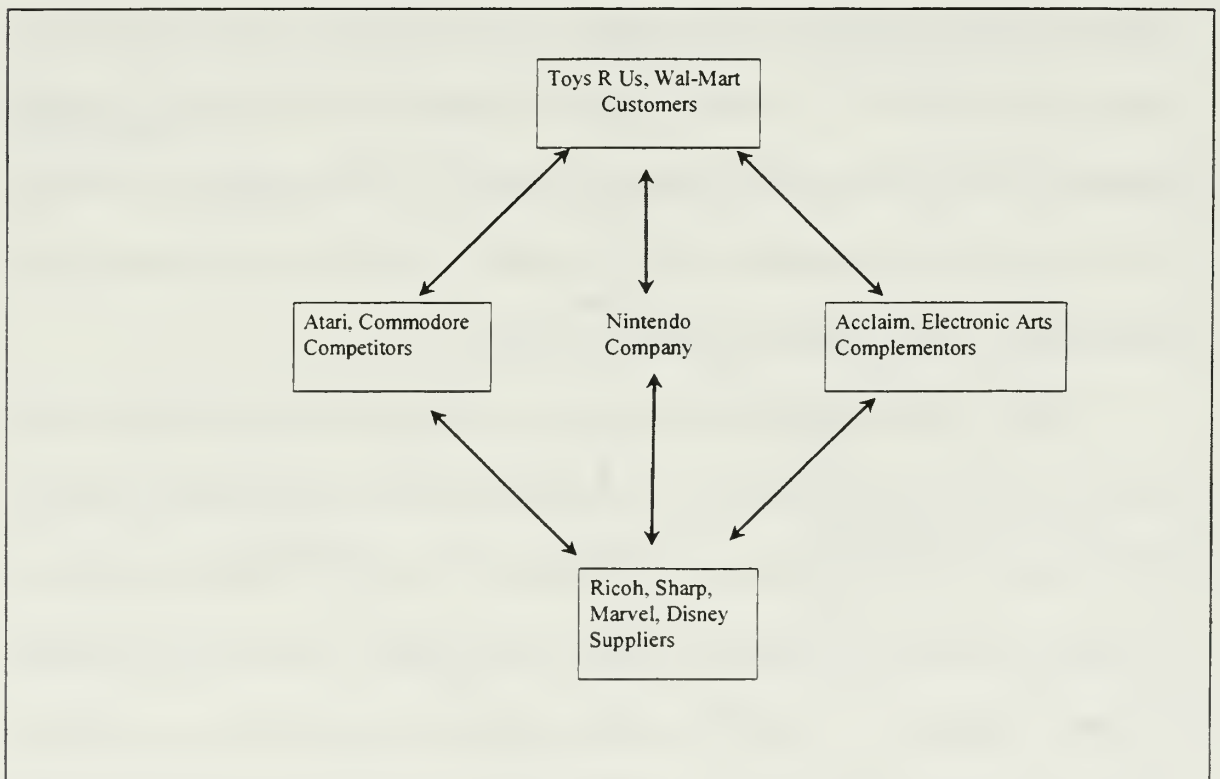 Toys R Us, Wal-Mart
Customers
Atari, Commodore
Competitors
Nintendo
Company
Acclaim, Electronic Arts
Complementors
Ricoh, Sharp,
Marvel, Disney
Suppliers